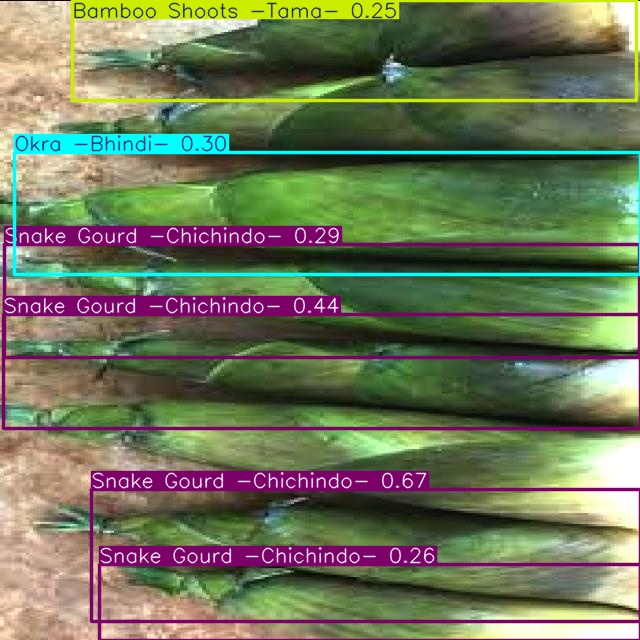 Bamboo Shoots -Tama- 0.25
Okra -Bhindi- 0.30
Snake Gourd -Chichindo- 0.29
Snake Gourd -Chichindo- 0.44
Snake Gourd -Chichindo- 0.67
Snake Gourd -Chichindo- 0.26